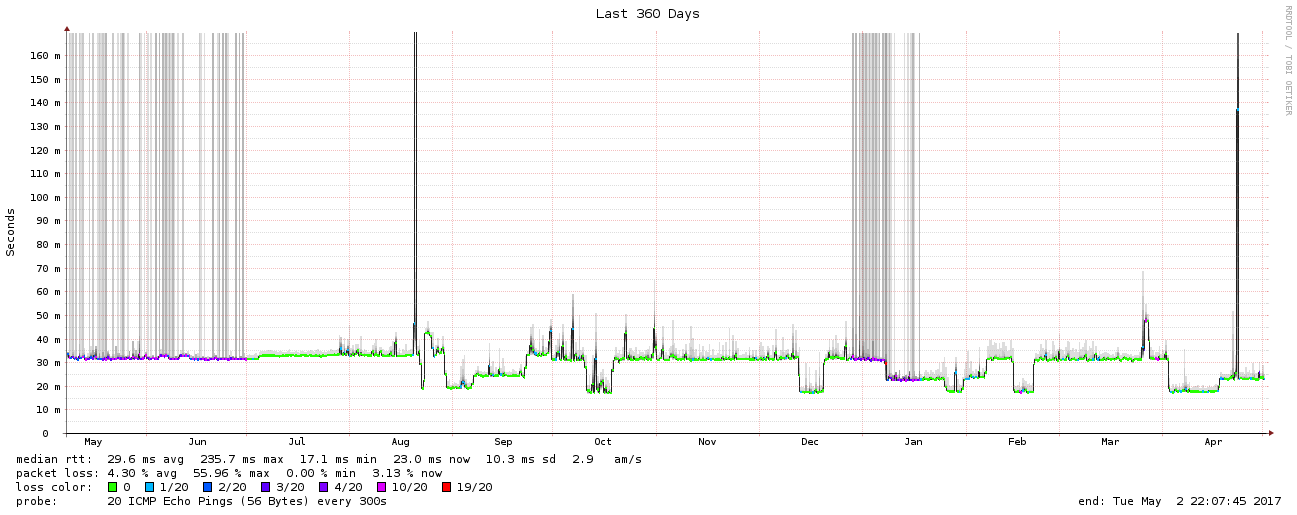 Last 360 Days
RRDTOOL / TOBI OETIKER
Seconds
160 m
150 m
140 m
130 m
120 m
110 m
100 m
90 m
80 m
70 m
60 m
50 m
40 m
30 m
20 m
10 m
0
May Jun Jul Aug Sep Oct Nov Dec Jan Feb Mar Apr
median rtt: 29.6 ms avg 235.7 ms max 17.1 ms min 23.0 ms now 10.3 ms sd 2.9 am/s
packet loss: 4.30 % avg 55.96 % max 0.00 % min 3.13 % now
loss color: 0 1/20 2/20 3/20 4/20 10/20 19/20
probe: 20 ICMP Echo Pings (56 Bytes) every 300s end: Tue May 2 22:07:45 2017